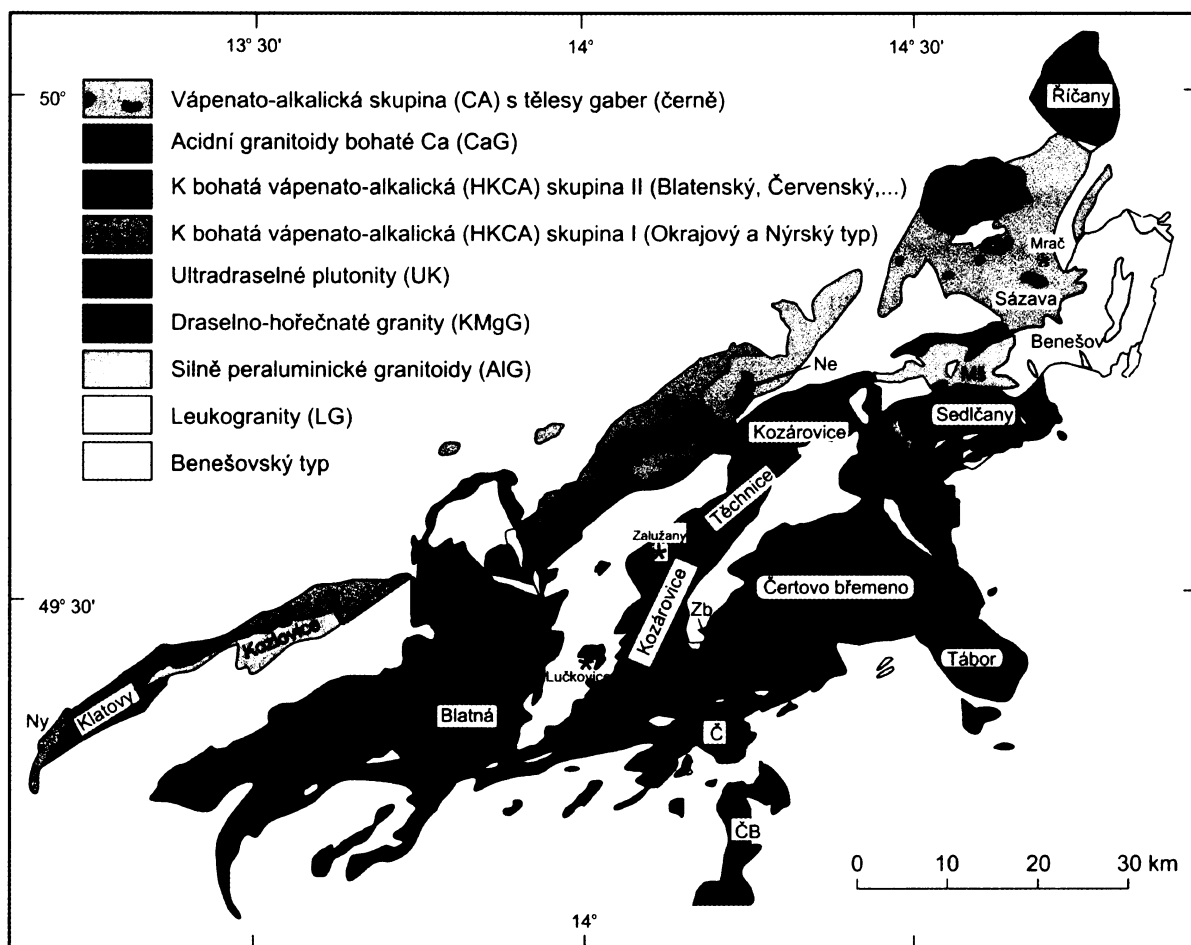 13° 30'
14°
14° 30'
50°
Říčany
Vápenato-alkalická skupina (CA) s tělesy gaber (černě)
Acidní granitoidy bohaté Ca (CaG)
K bohatá vápenato-alkalická (HKCA) skupina II (Blatenský, Červenský,...)
K bohatá vápenato-alkalická (HKCA) skupina I (Okrajový a Nýrský typ)
Ultradraselné plutonity (UK)
Draselno-hořečnaté granity (KMgG)
Silně peraluminické granitoidy (AlG)
Leukogranity (LG)
Benešovský typ
Mrač
Sázava
Benešov
Ne
Mš
Sedlčany
Kozárovice
Těchnice
Zalužany
Čertovo břemeno
49° 30'
Kozlovice
Kozárovice
Zb
Tábor
Lučkovice
Ny
Klatovy
Blatná
Č
ČB
0 10 20 30 km
14°